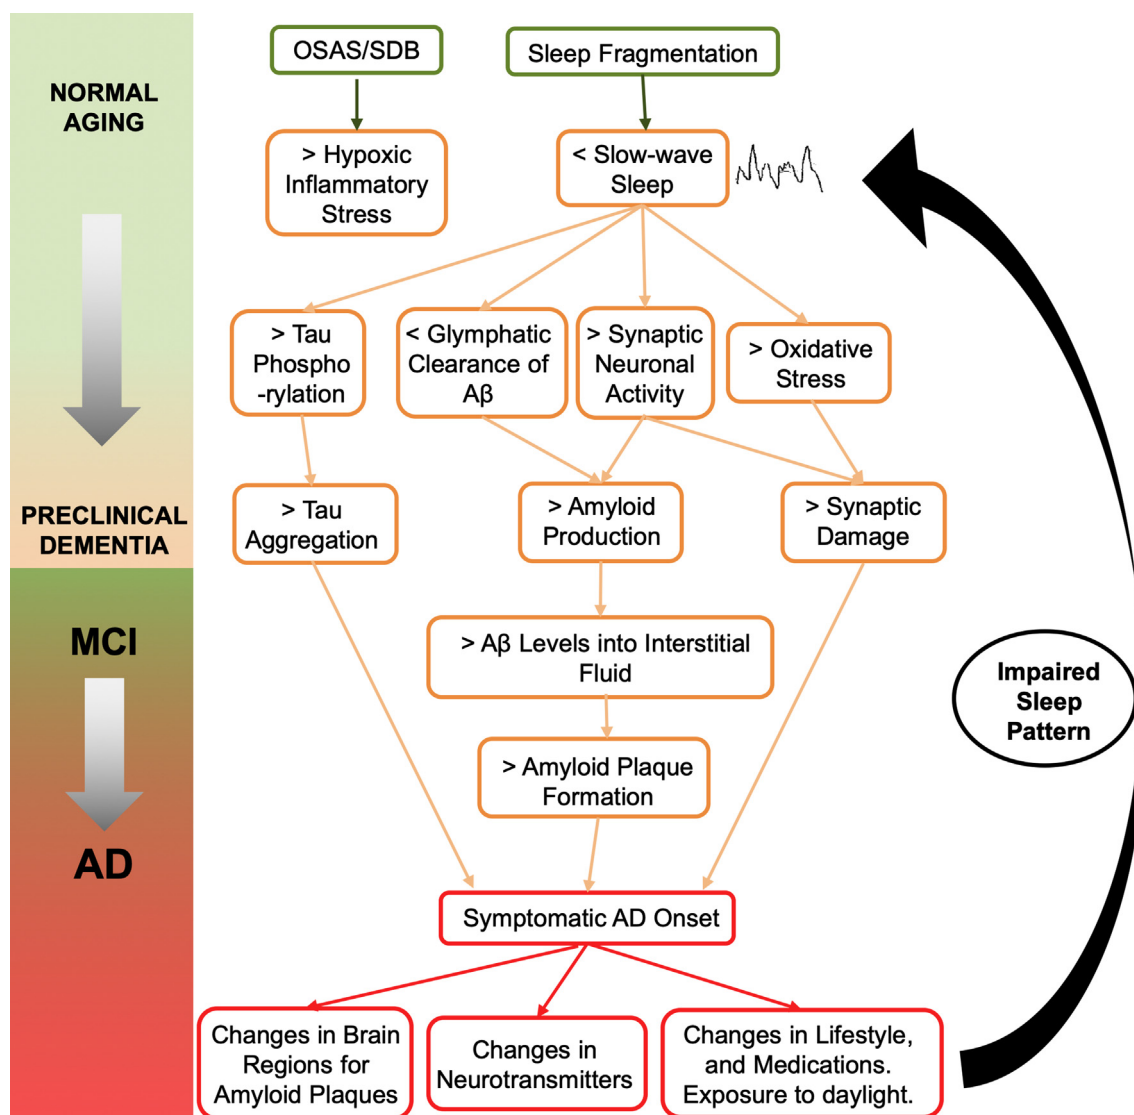 NORMAL
AGING
PRECLINICAL
DEMENTIA
MCI
AD
OSAS/SDB
Sleep Fragmentation
> Hypoxic
Inflammatory
Stress
< Slow-wave
Sleep
> Tau
Phospho
-rylation
< Glymphatic
Clearance of
Aβ
> Synaptic
Neuronal
Activity
> Oxidative
Stress
> Tau
Aggregation
> Amyloid
Production
> Synaptic
Damage
> Aβ Levels into Interstitial
Fluid
> Amyloid Plaque
Formation
Impaired
Sleep
Pattern
Symptomatic AD Onset
Changes in Brain
Regions for
Amyloid Plaques
Changes in
Neurotransmitters
Changes in Lifestyle,
and Medications.
Exposure to daylight.